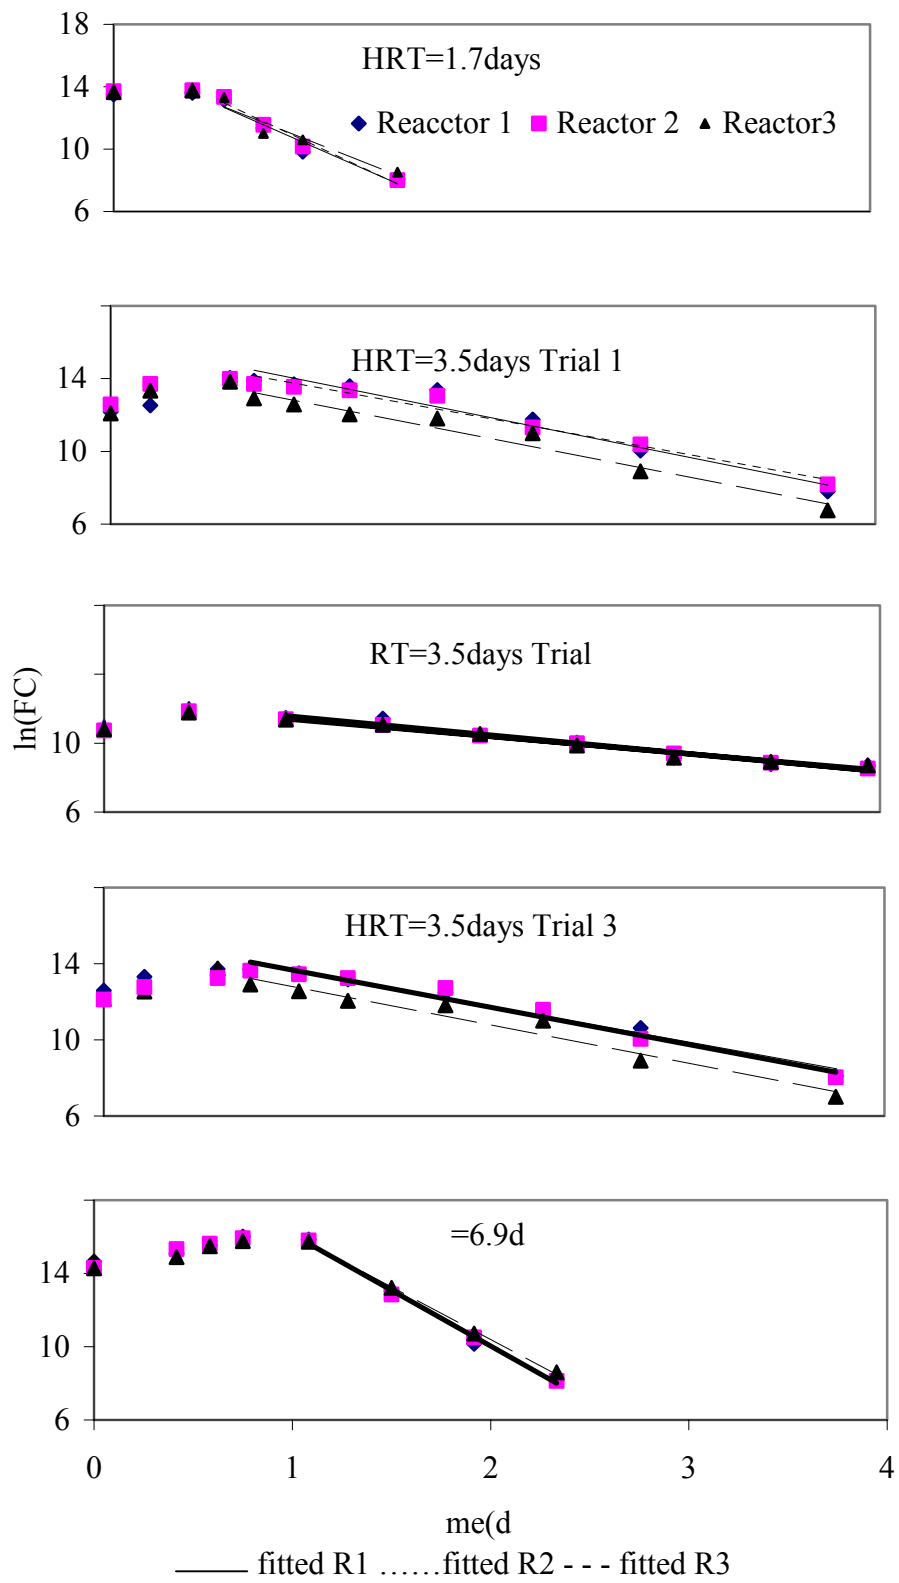 18
HRT=1.7days
14
Reacctor 1 Reactor 2 Reactor3
10
6
HRT=3.5days Trial 1
14
10
6
RT=3.5days Trial
ln(FC)
10
6
HRT=3.5days Trial 3
14
10
6
=6.9d
14
10
6
0 1 2 3 4
me(d
fitted R1 ......fitted R2 - - - fitted R3